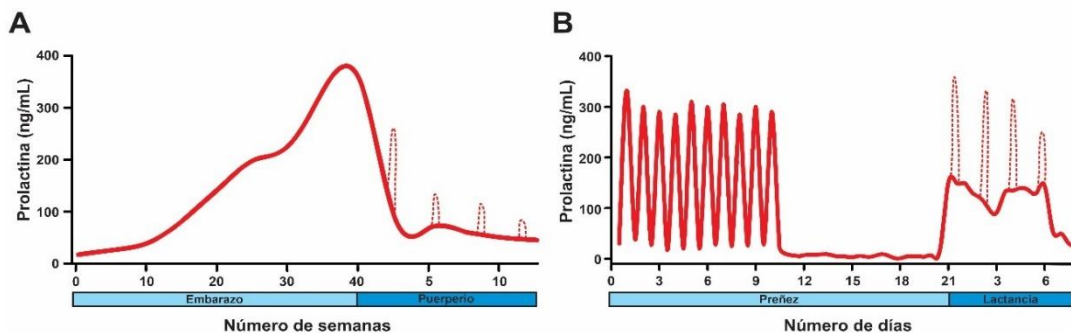 A
Prolactina (ng/mL)
400
300
200
100
0
0 10 20 30 40 5 10
Embarazo Puerperio
Número de semanas
B
Prolactina (ng/mL)
400
300
200
100
0
0 3 6 9 12 15 18 21 3 6
Preñez Lactancia
Número de días